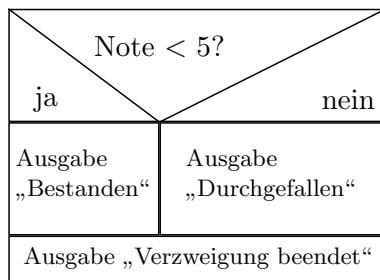 Note < 5?
ja
nein
Ausgabe
„Bestanden“
Ausgabe
„Durchgefallen“
Ausgabe „Verzweigung beendet“